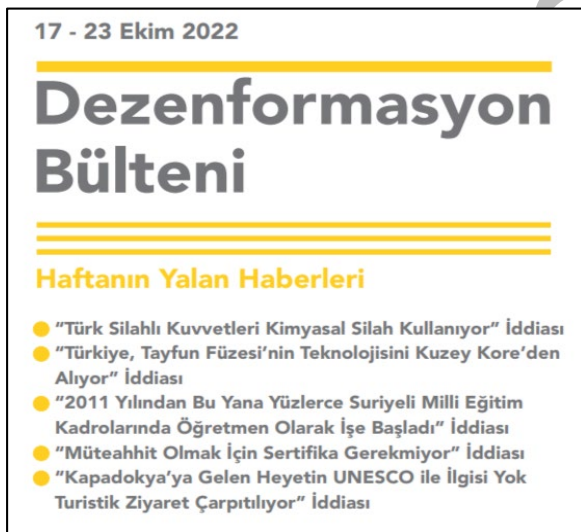 17 - 23 Ekim 2022
Dezenformasyon
Bülteni
Haftanın Yalan Haberleri
“Türk Silahlı Kuvvetleri Kimyasal Silah Kullanıyor” İddiası
“Türkiye, Tayfun Füzesi’nin Teknolojisini Kuzey Kore’den
Alıyor” İddiası
“2011 Yılından Bu Yana Yüzlerce Suriyeli Milli Eğitim
Kadrolarında Öğretmen Olarak İşe Başladı” İddiası
“Müteahhit Olmak İçin Sertifika Gerekmiyor” İddiası
“Kapadokya’ya Gelen Heyetin UNESCO ile İlgisi Yok
Turistik Ziyaret Çarpıtılıyor” İddiası